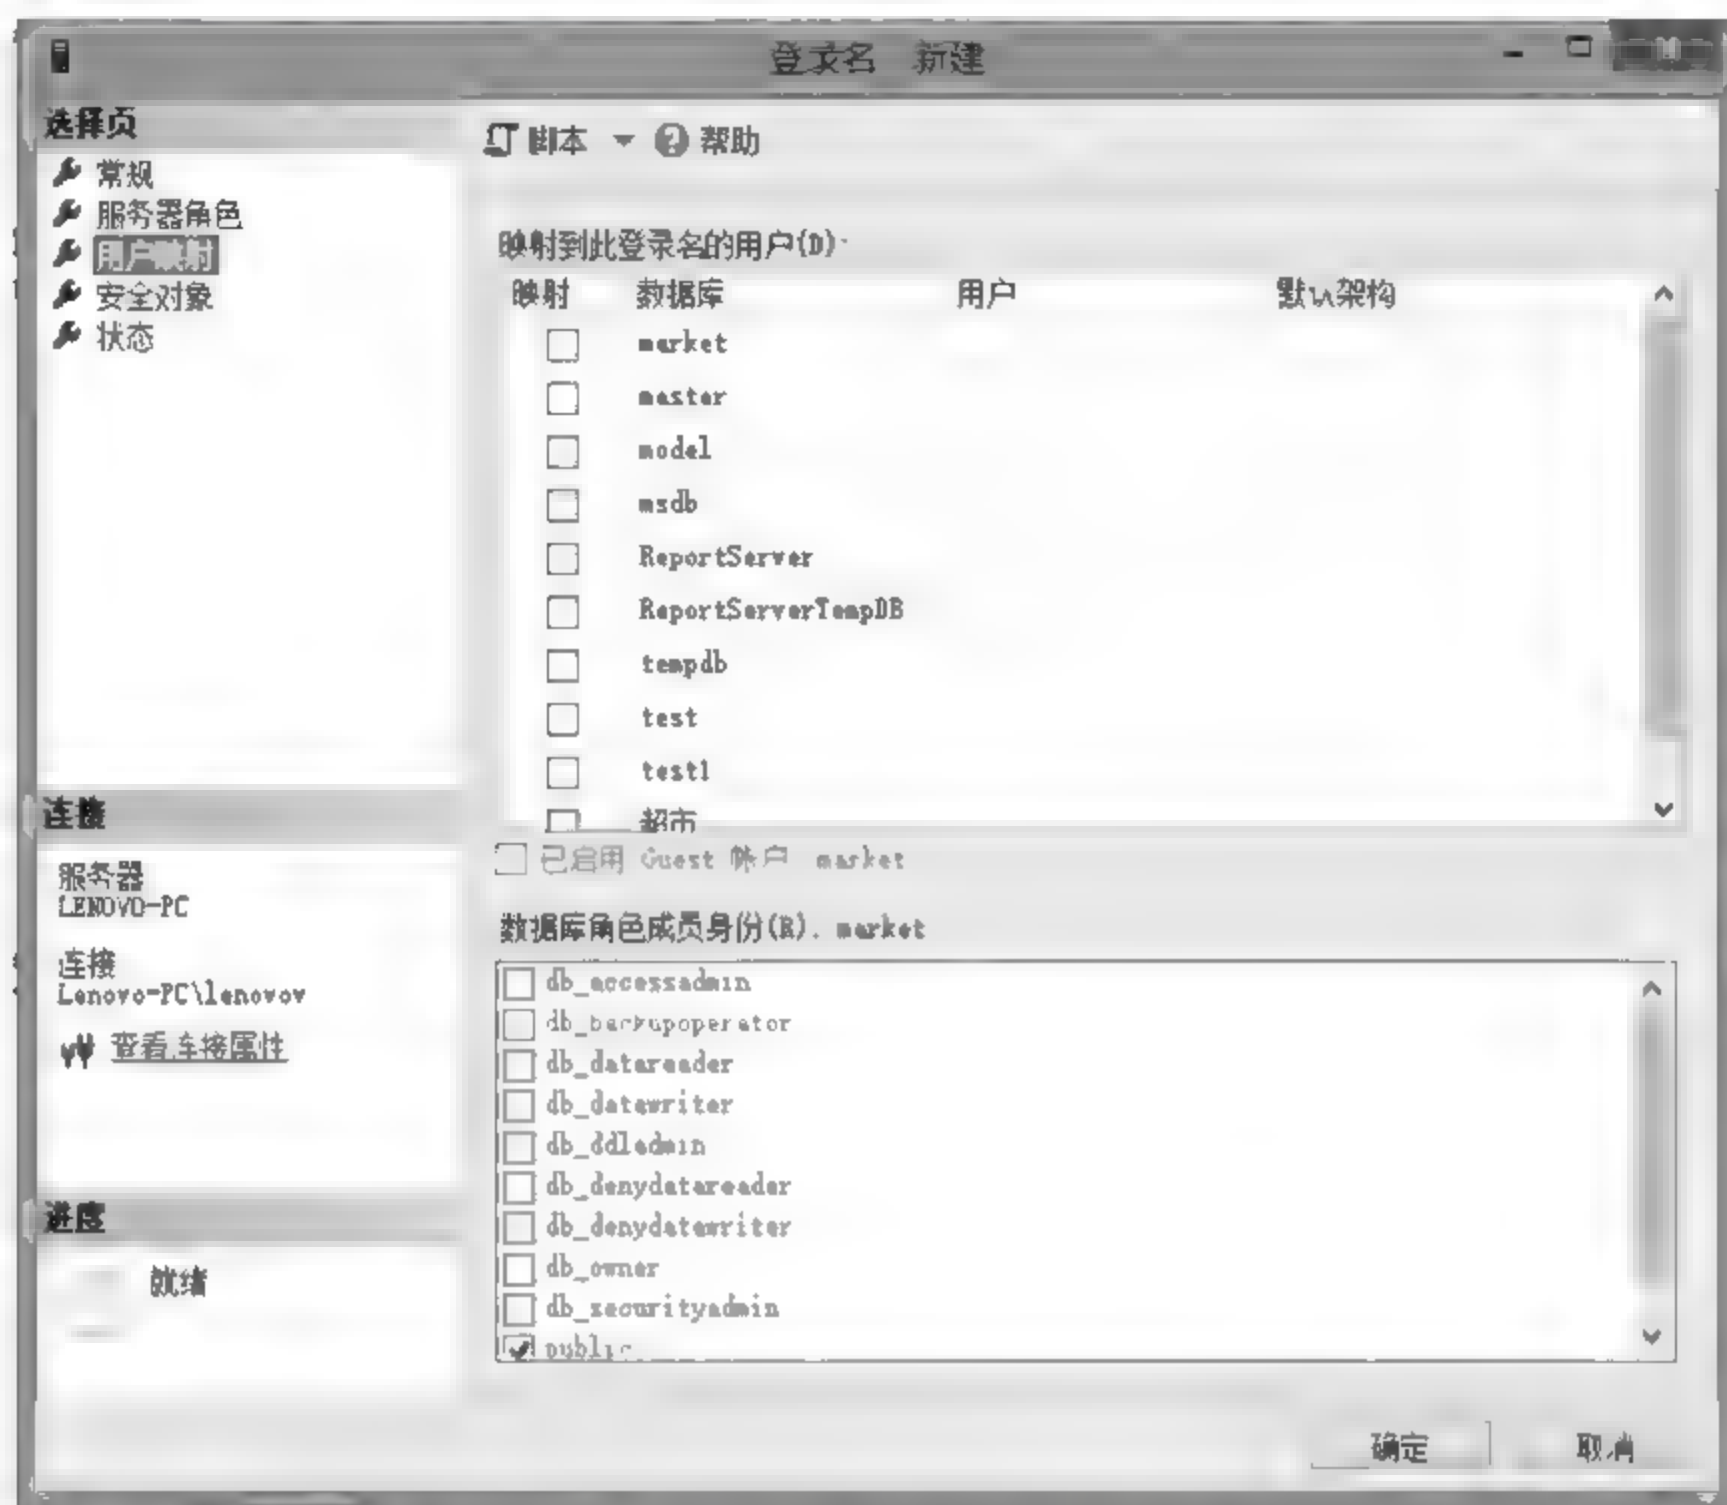 登录名 新建
选择页
常规
服务器角色
用户映射
安全对象
状态
脚本 帮助
映射到此登录名的用户(D):
映射 数据库 用户 默认架构
market
master
model
msdb
ReportServer
ReportServerTempDB
tempdb
test
test1
超市
已启用 Guest 帐户 market
数据库角色成员身份(R). market
db_accessadmin
db_backupoperator
db_datareader
db_datawriter
db_ddladmin
db_denydatareader
db_denydatawriter
db_owner
db_securityadmin
public
连接
服务器
LENOVO-PC
连接
Lenovo-PC\lenovov
查看连接属性
进度
就绪
确定 取消